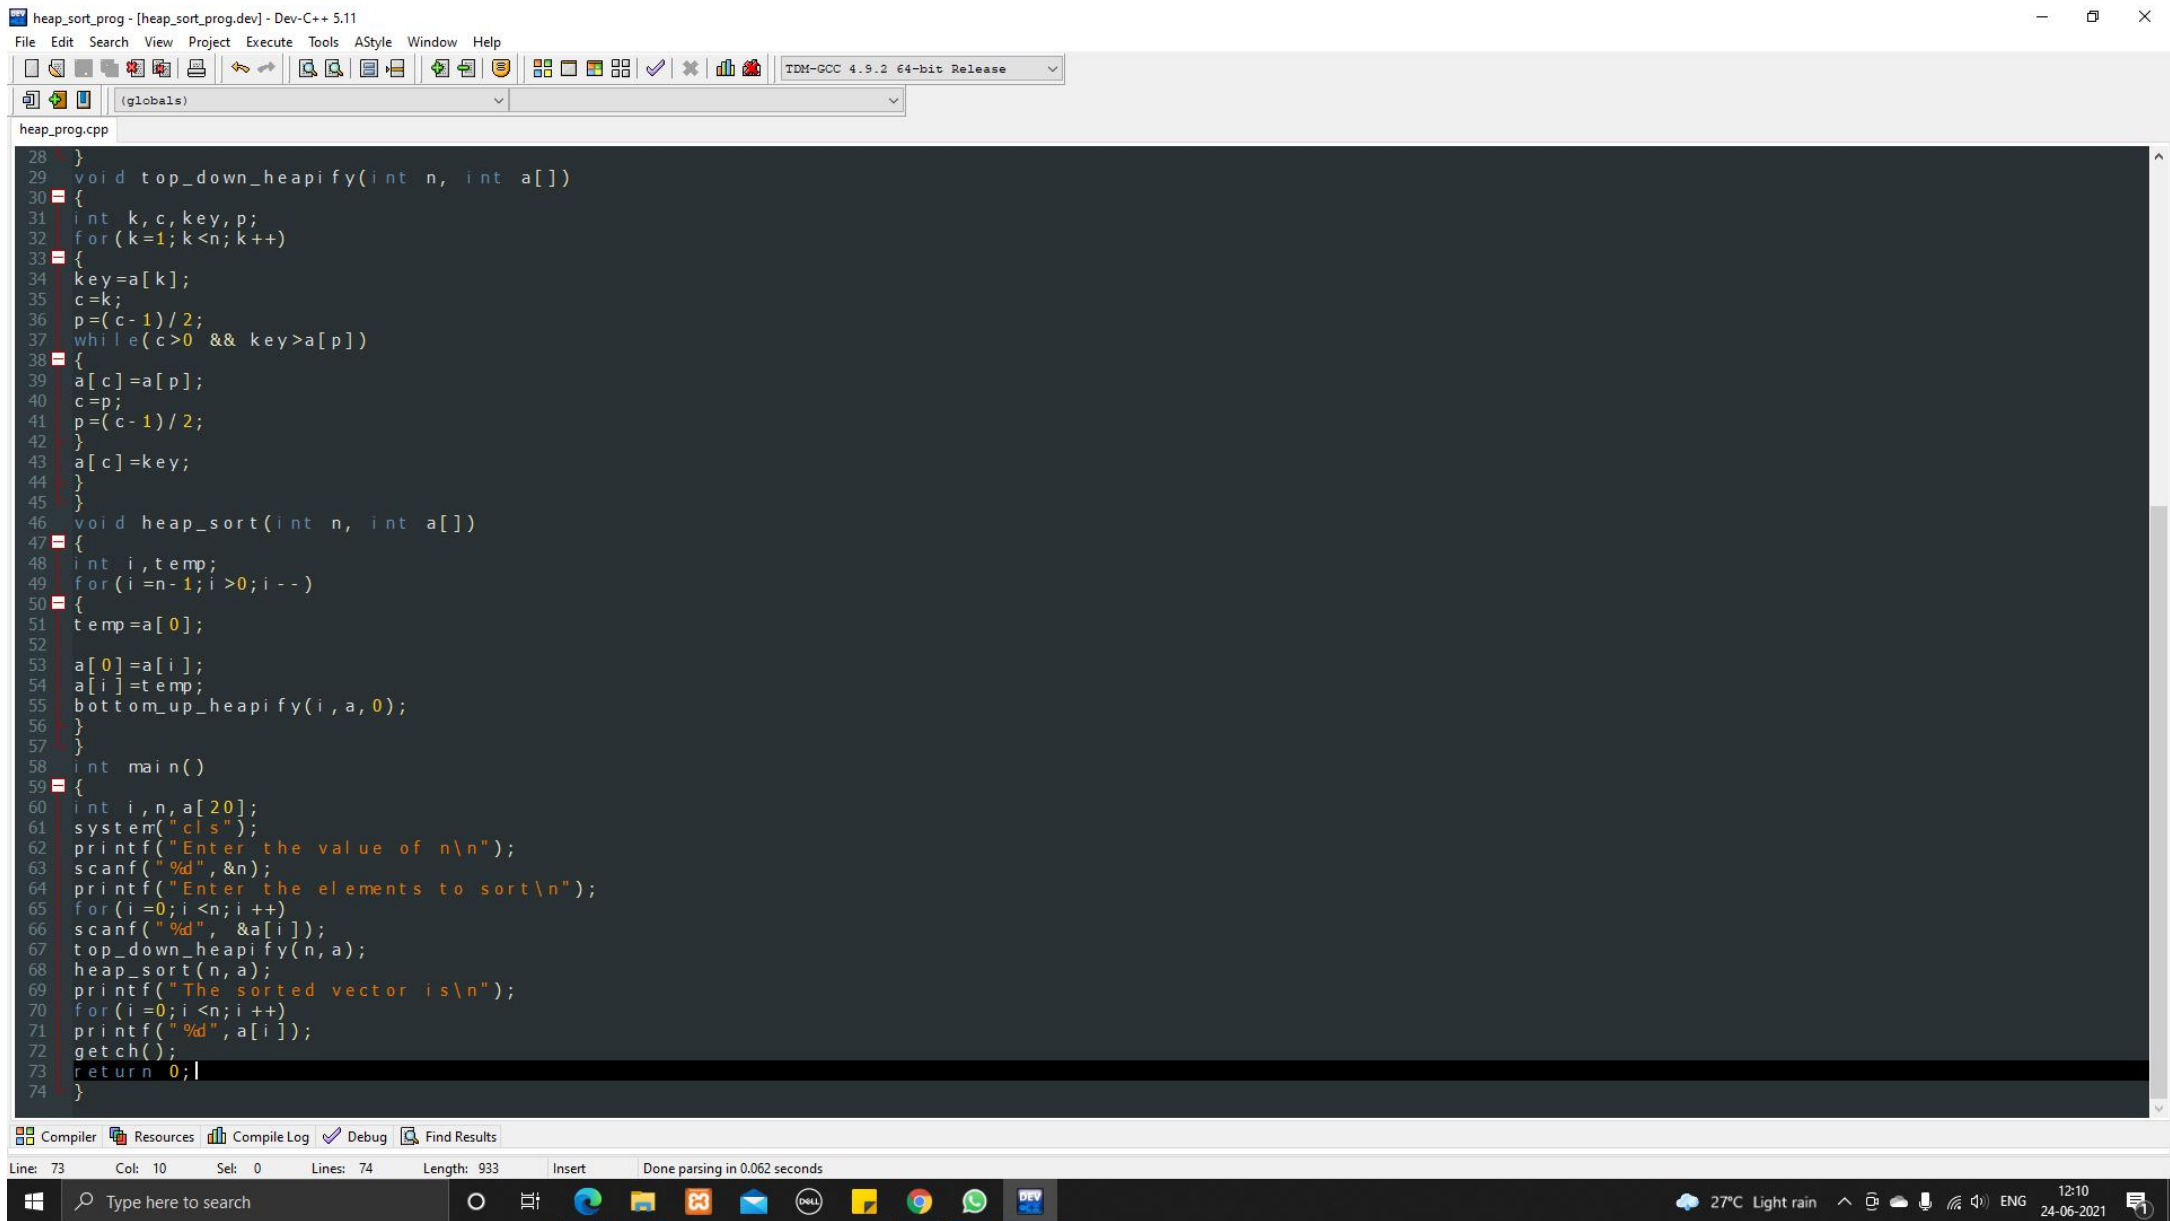 heap_sort_prog - [heap_sort_prog.dev] - Dev-C++ 5.11
File Edit Search View Project Execute Tools AStyle Window Help
TDM-GCC 4.9.2 64-bit Release
(globals)
heap_prog.cpp
28 }
29 void top_down_heapify(int n, int a[])
30 {
31 int k,c,key,p;
32 for(k=1;k<n;k++)
33 {
34 key=a[k];
35 c=k;
36 p=(c-1)/2;
37 while(c>0 && key>a[p])
38 {
39 a[c]=a[p];
40 c=p;
41 p=(c-1)/2;
42 }
43 a[c]=key;
44 }
45 }
46 void heap_sort(int n, int a[])
47 {
48 int i,temp;
49 for(i=n-1;i>0;i--)
50 {
51 temp=a[0];
52
53 a[0]=a[i];
54 a[i]=temp;
55 bottom_up_heapify(i,a,0);
56 }
57 }
58 int main()
59 {
60 int i,n,a[20];
61 system("cls");
62 printf("Enter the value of n\n");
63 scanf("%d",&n);
64 printf("Enter the elements to sort\n");
65 for(i=0;i<n;i++)
66 scanf("%d", &a[i]);
67 top_down_heapify(n,a);
68 heap_sort(n,a);
69 printf("The sorted vector is\n");
70 for(i=0;i<n;i++)
71 printf("%d",a[i]);
72 getch();
73 return 0;
74 }
Compiler Resources Compile Log Debug Find Results
Line: 73 Col: 10 Sel: 0 Lines: 74 Length: 933 Insert Done parsing in 0.062 seconds
Type here to search DELL DEV 27°C Light rain ENG 12:10
24-06-2021 1